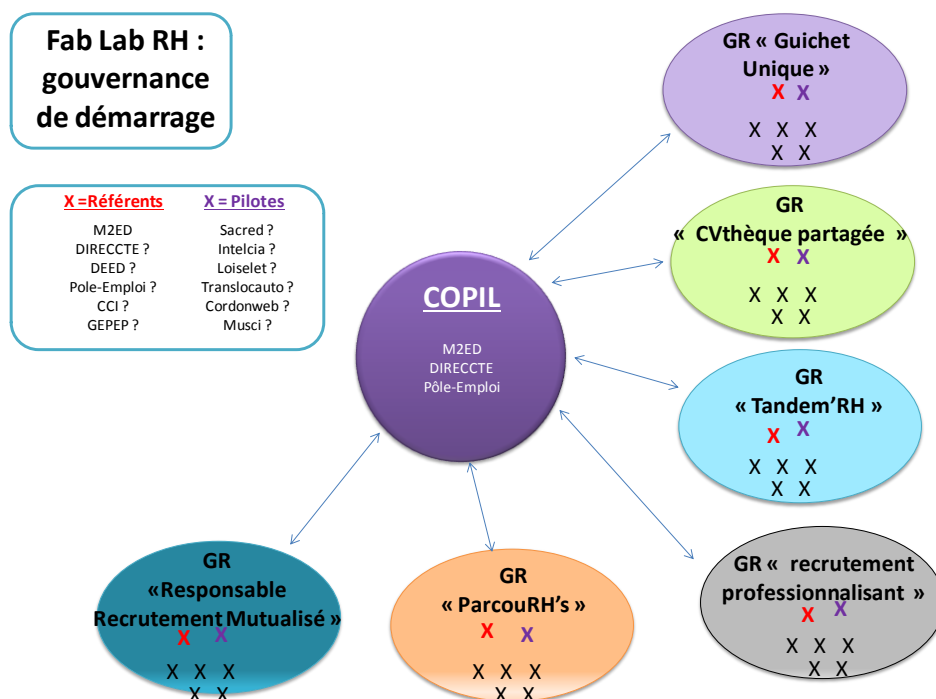 Fab Lab RH :
gouvernance
de démarrage
X =Référents
M2ED
DIRECCTE ?
DEED ?
Pole-Emploi ?
CCI ?
GEPEP ?
X = Pilotes
Sacred ?
Intelcia ?
Loiselet ?
Translocauto ?
Cordonweb ?
Musci ?
COPIL
M2ED
DIRECCTE
Pôle-Emploi
GR « Guichet
Unique »
X X
X X X
X X
GR
« CVthèque partagée »
X X
X X X
X X
GR
« Tandem’RH »
X X
X X X
X X
GR « recrutement
professionnalisant »
X X
X X X
X X
GR
« ParcouRH’s »
X X
X X X
X X
GR
«Responsable
Recrutement Mutualisé »
X X
X X X
X X